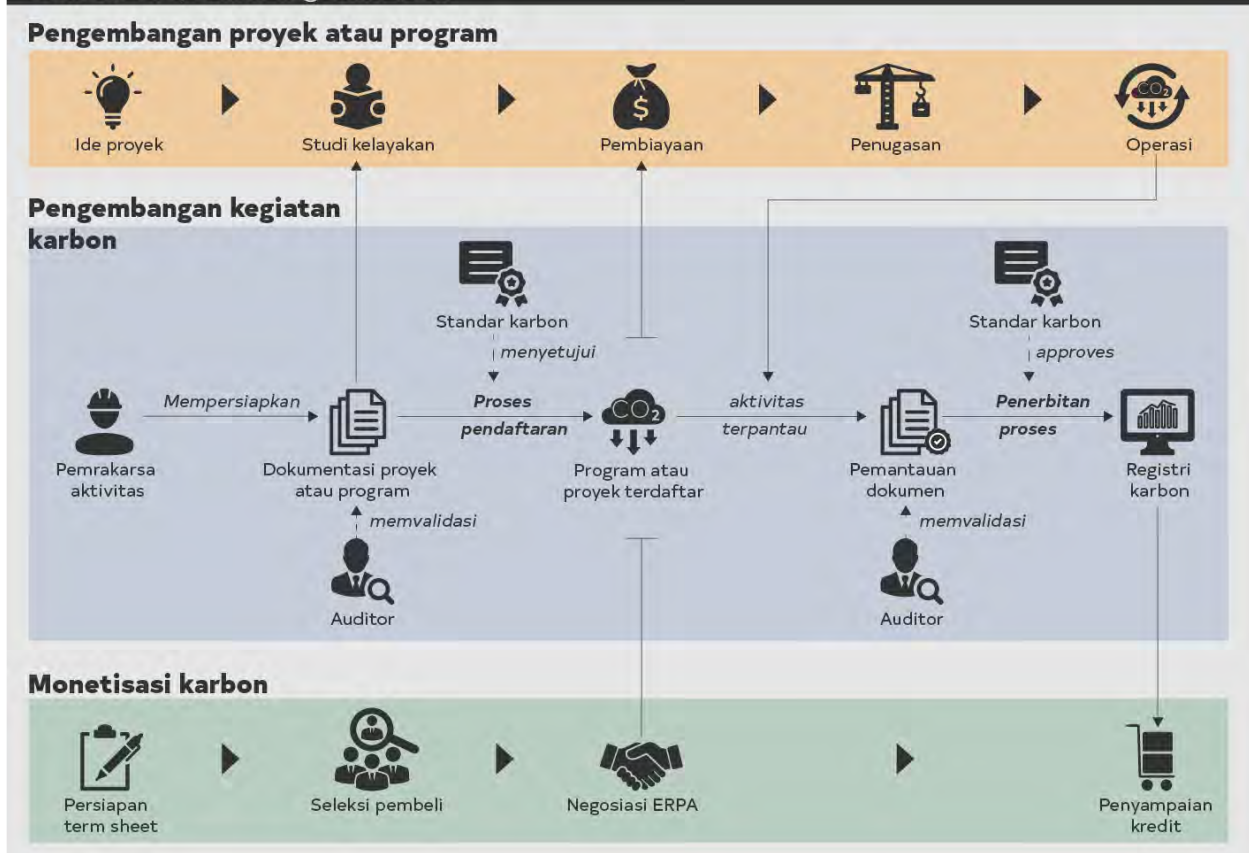 Pengembangan proyek atau program
Ide proyek
Studi kelayakan
$
Pembiayaan
Penugasan
CO₂
Operasi
Pengembangan kegiatan
karbon
Standar karbon
menyetujui
Standar karbon
approves
Pemrakarsa
aktivitas
Mempersiapkan
Dokumentasi proyek
atau program
Proses
pendaftaran
CO₂
Program atau
proyek terdaftar
aktivitas
terpantau
Pemantauan
dokumen
Penerbitan
proses
Registri
karbon
memvalidasi
Auditor
memvalidasi
Auditor
Monetisasi karbon
Persiapan
term sheet
Seleksi pembeli
Negosiasi ERPA
Penyampaian
kredit